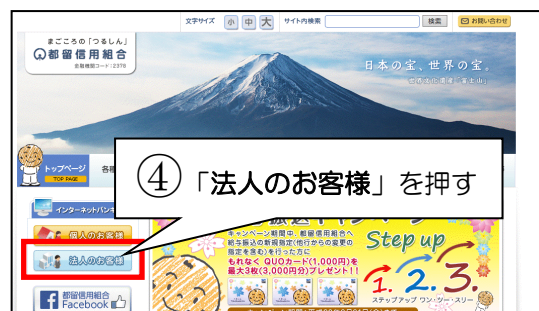 文字サイズ 小 中 大 サイト内検索 検索 お問い合わせ
まごころの「つるしん」
都留信用組合
金融機関コード:2378
日本の宝、世界の宝。
世界文化遺産「富士山」
トップページ
TOP PAGE
各種
④「法人のお客様」を押す
インターネットバンキ
個人のお客様
法人のお客様
都留信用組合
Facebook
キャンペーン期間中、都留信用組合へ
給与振込の新規指定(他行からの変更の
指定を含む)を行った方に
もれなく QUOカード(1,000円)を
最大3枚(3,000円分)プレゼント!!
Step up
1. 2. 3.
ステップアップ ワン・ツー・スリー